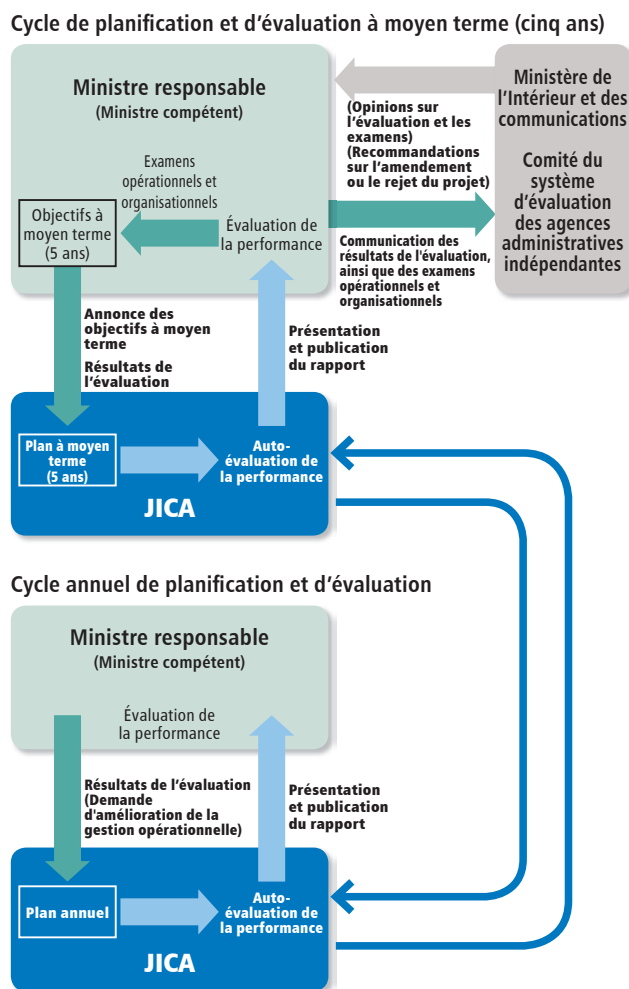 Cycle de planification et d'évaluation à moyen terme (cinq ans)
Ministre responsable
(Ministre compétent)
Examens
opérationnels et
organisationnels
Objectifs à
moyen terme
(5 ans)
Évaluation de
la performance
(Opinions sur
l'évaluation et les
examens)
(Recommandations
sur l'amendement
ou le rejet du projet)
Communication des
résultats de l'évaluation,
ainsi que des examens
opérationnels et
organisationnels
Ministère de
l'Intérieur et des
communications
Comité du
système
d'évaluation
des agences
administratives
indépendantes
Annonce des
objectifs à moyen
terme
Résultats de
l'évaluation
Présentation
et publication
du rapport
Plan à moyen
terme
(5 ans)
Auto-
évaluation de
la performance
JICA
Cycle annuel de planification et d'évaluation
Ministre responsable
(Ministre compétent)
Évaluation de
la performance
Résultats de l'évaluation
(Demande
d'amélioration de la
gestion opérationnelle)
Présentation
et publication
du rapport
Plan annuel
Auto-
évaluation de
la performance
JICA